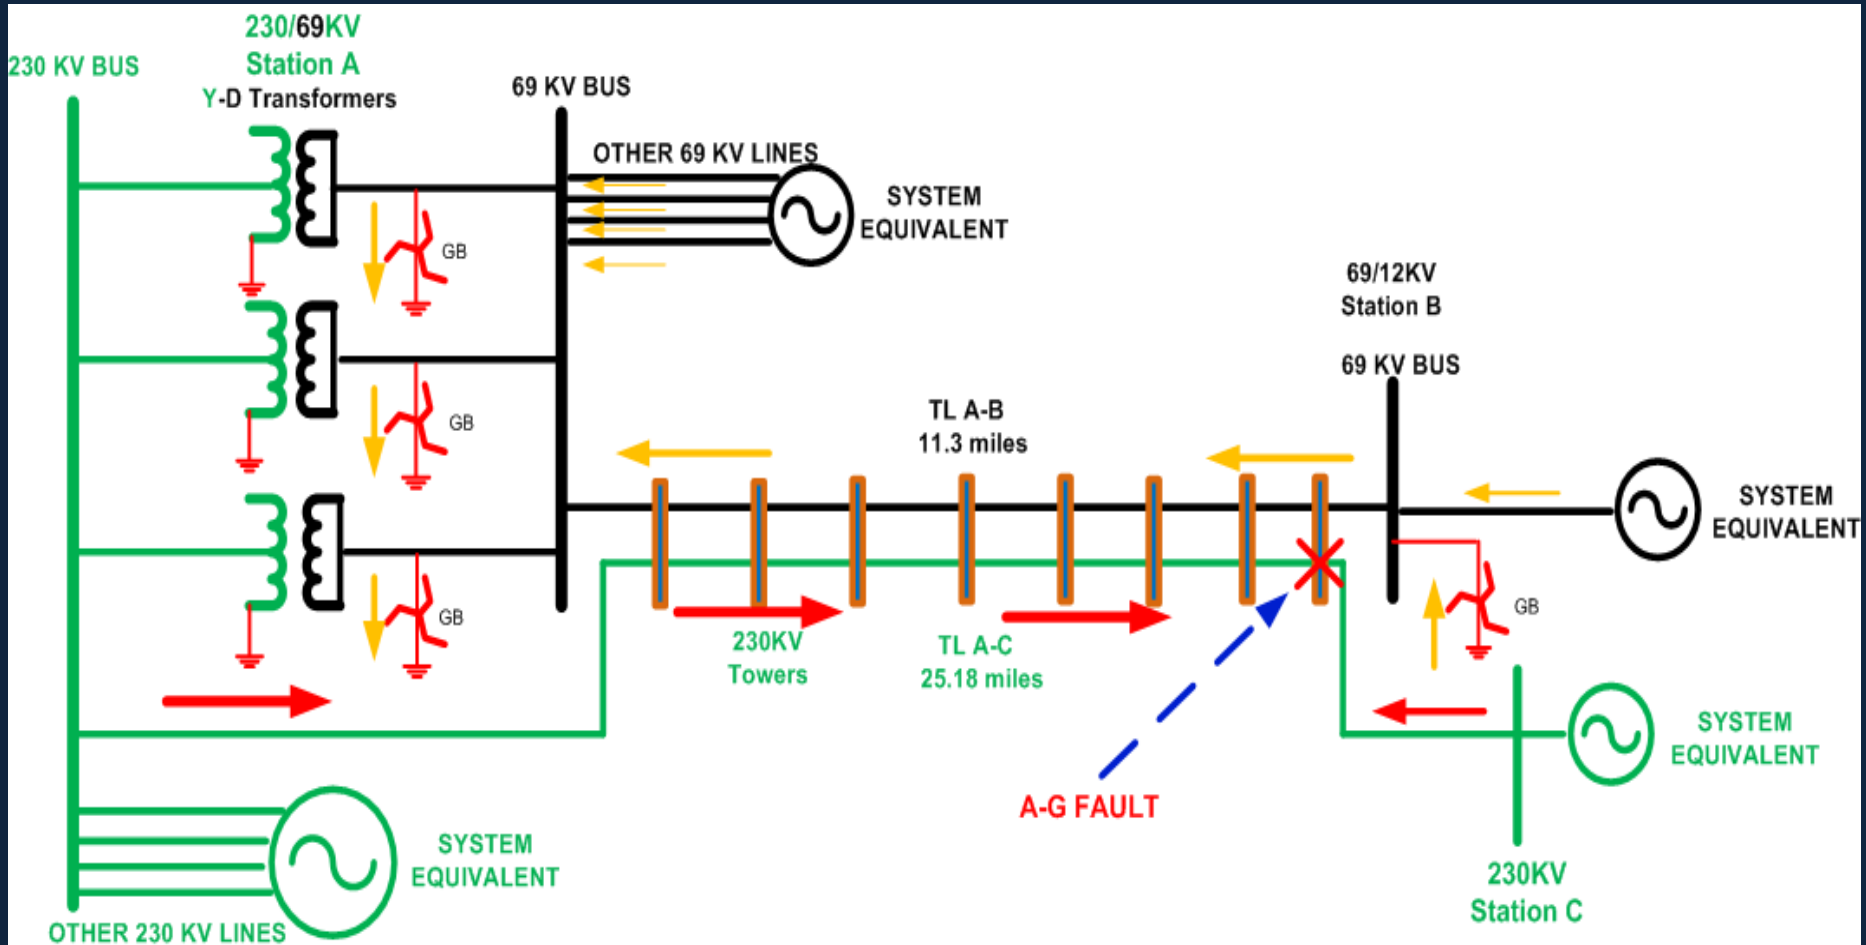 230/69KV
Station A
Y-D Transformers
230 KV BUS
69 KV BUS
OTHER 69 KV LINES
SYSTEM
EQUIVALENT
GB
GB
GB
69/12KV
Station B
69 KV BUS
TL A-B
11.3 miles
SYSTEM
EQUIVALENT
GB
230KV
Towers
TL A-C
25.18 miles
SYSTEM
EQUIVALENT
A-G FAULT
SYSTEM
EQUIVALENT
230KV
Station C
OTHER 230 KV LINES